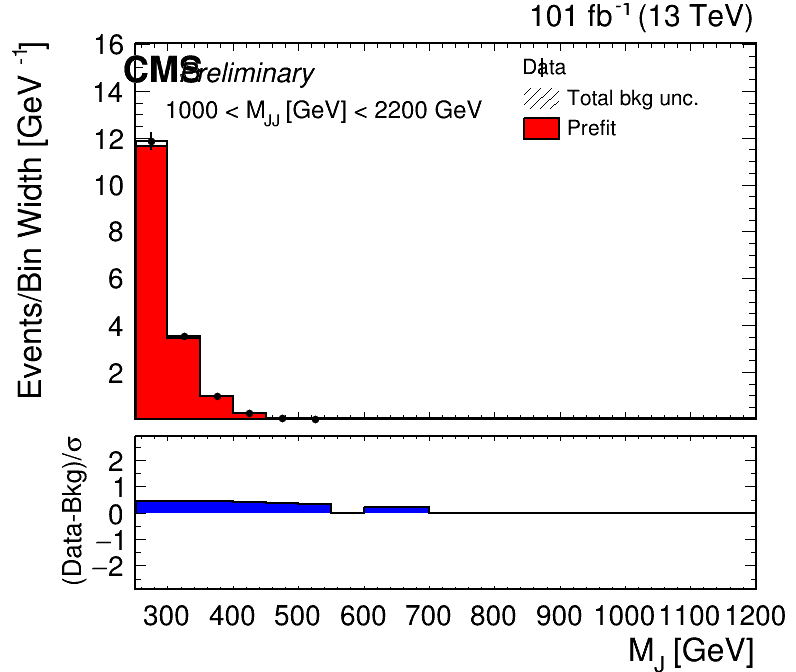 101 fb⁻¹ (13 TeV)
CMS Preliminary
1000 < M_JJ [GeV] < 2200 GeV
Data
Total bkg unc.
Prefit
Events/Bin Width [GeV⁻¹]
16
14
12
10
8
6
4
2
(Data-Bkg)/σ
2
1
0
−1
−2
300 400 500 600 700 800 900 1000 1100 1200
M_J [GeV]